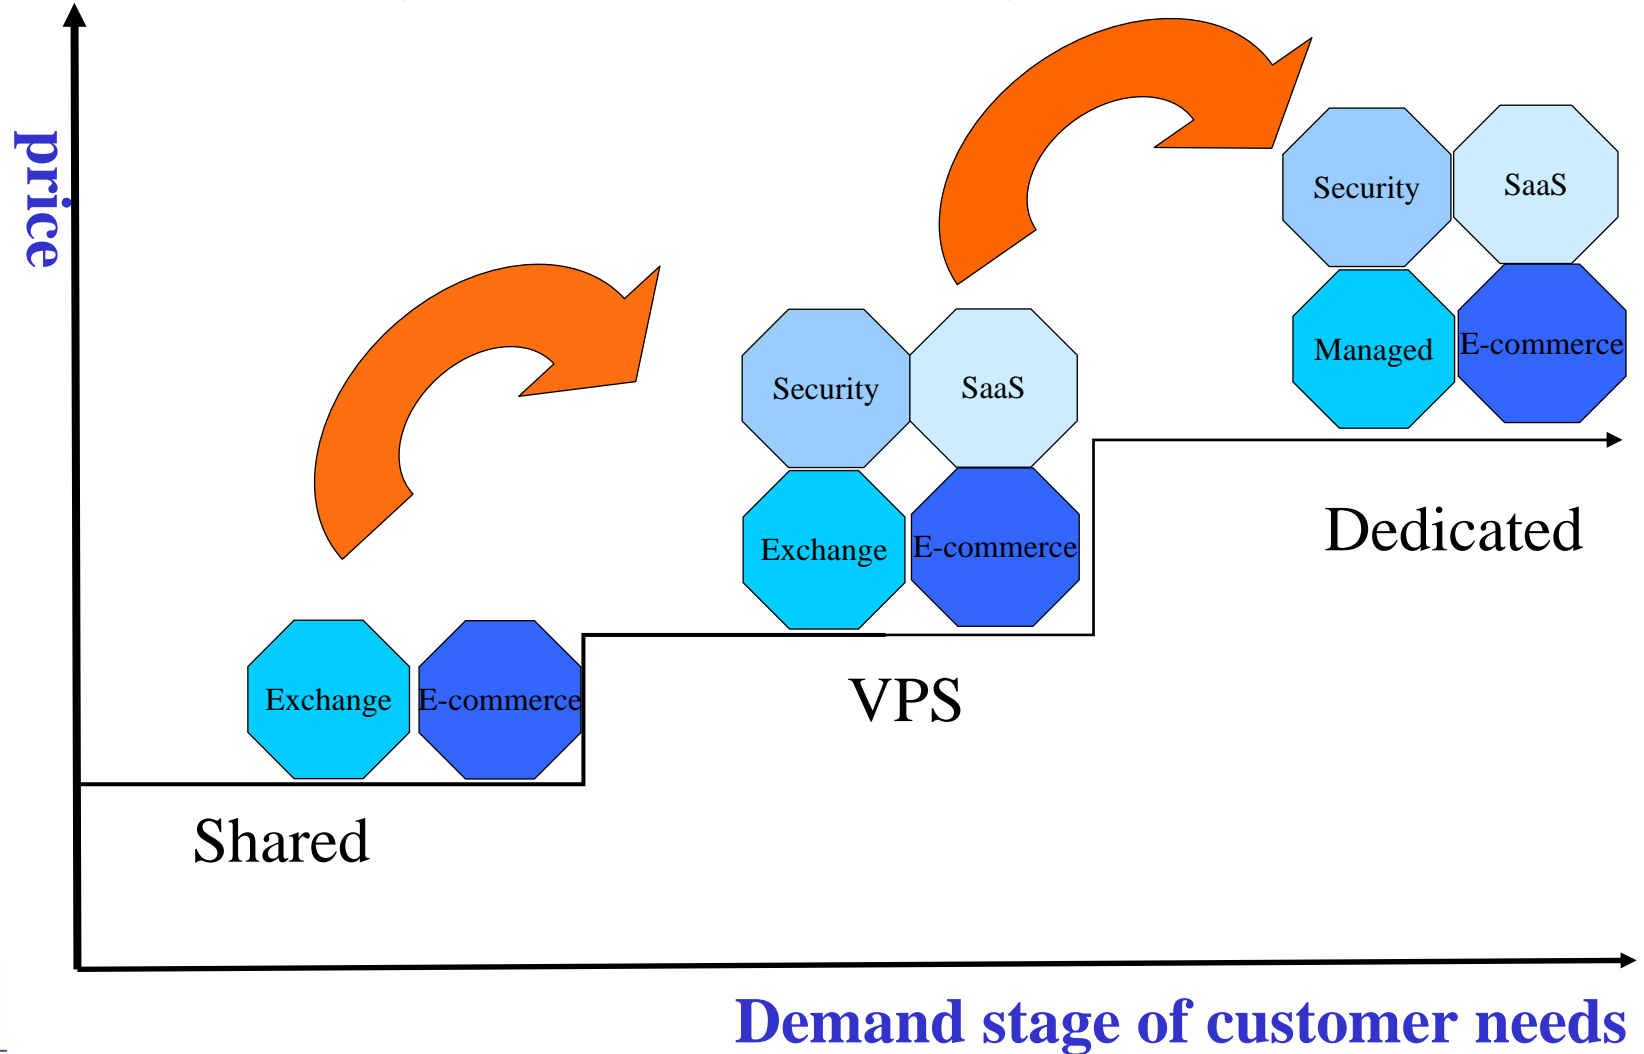 price
Security
SaaS
Managed
E-commerce
Dedicated
Security
SaaS
Exchange
E-commerce
VPS
Exchange
E-commerce
Shared
Demand stage of customer needs